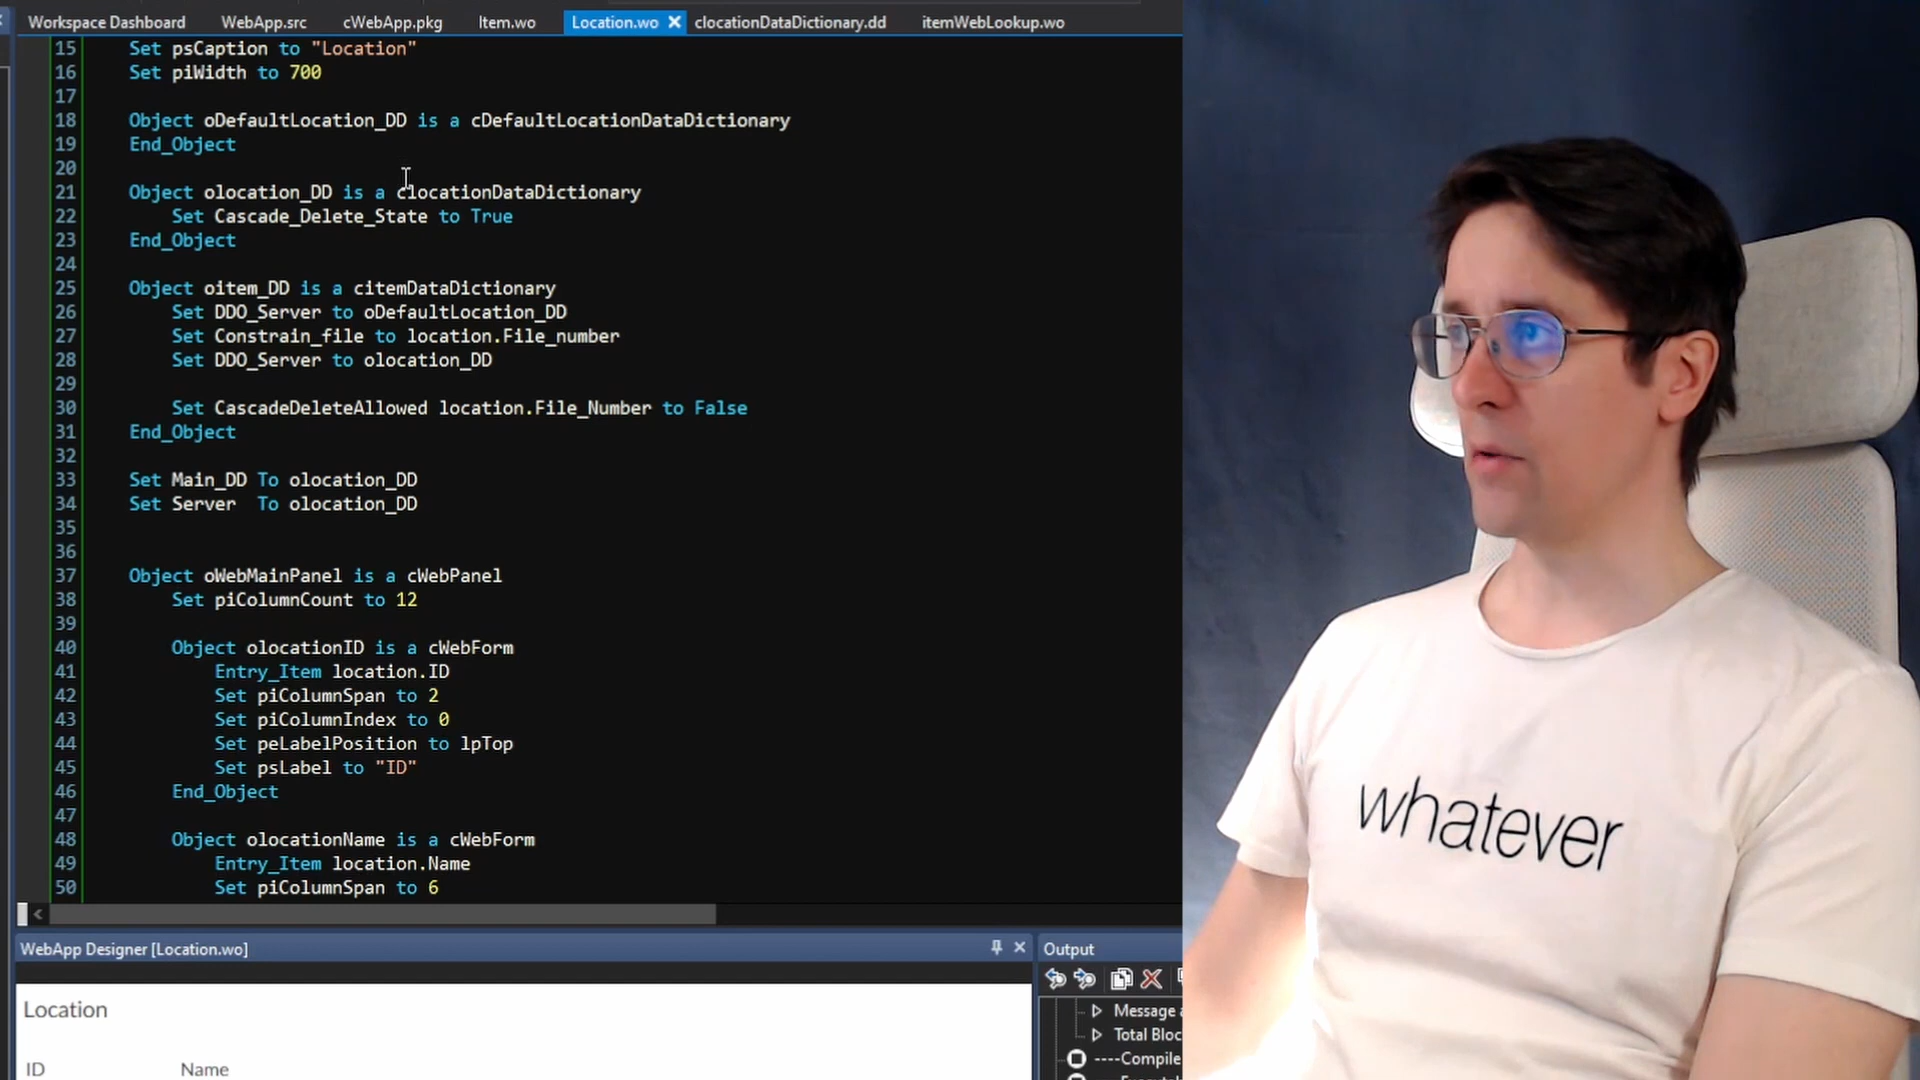 Workspace Dashboard WebApp.src cWebApp.pkg Item.wo Location.wo clocationDataDictionary.dd itemWebLookup.wo
15 Set psCaption to "Location"
16 Set piWidth to 700
17
18 Object oDefaultLocation_DD is a cDefaultLocationDataDictionary
19 End_Object
20
21 Object olocation_DD is a clocationDataDictionary
22 Set Cascade_Delete_State to True
23 End_Object
24
25 Object oitem_DD is a citemDataDictionary
26 Set DDO_Server to oDefaultLocation_DD
27 Set Constrain_file to location.File_number
28 Set DDO_Server to olocation_DD
29
30 Set CascadeDeleteAllowed location.File_Number to False
31 End_Object
32
33 Set Main_DD To olocation_DD
34 Set Server To olocation_DD
35
36
37 Object oWebMainPanel is a cWebPanel
38 Set piColumnCount to 12
39
40 Object olocationID is a cWebForm
41 Entry_Item location.ID
42 Set piColumnSpan to 2
43 Set piColumnIndex to 0
44 Set peLabelPosition to lpTop
45 Set psLabel to "ID"
46 End_Object
47
48 Object olocationName is a cWebForm
49 Entry_Item location.Name
50 Set piColumnSpan to 6
WebApp Designer [Location.wo]
Location
ID Name
Output
Message
Total Bloc
----Compile
whatever